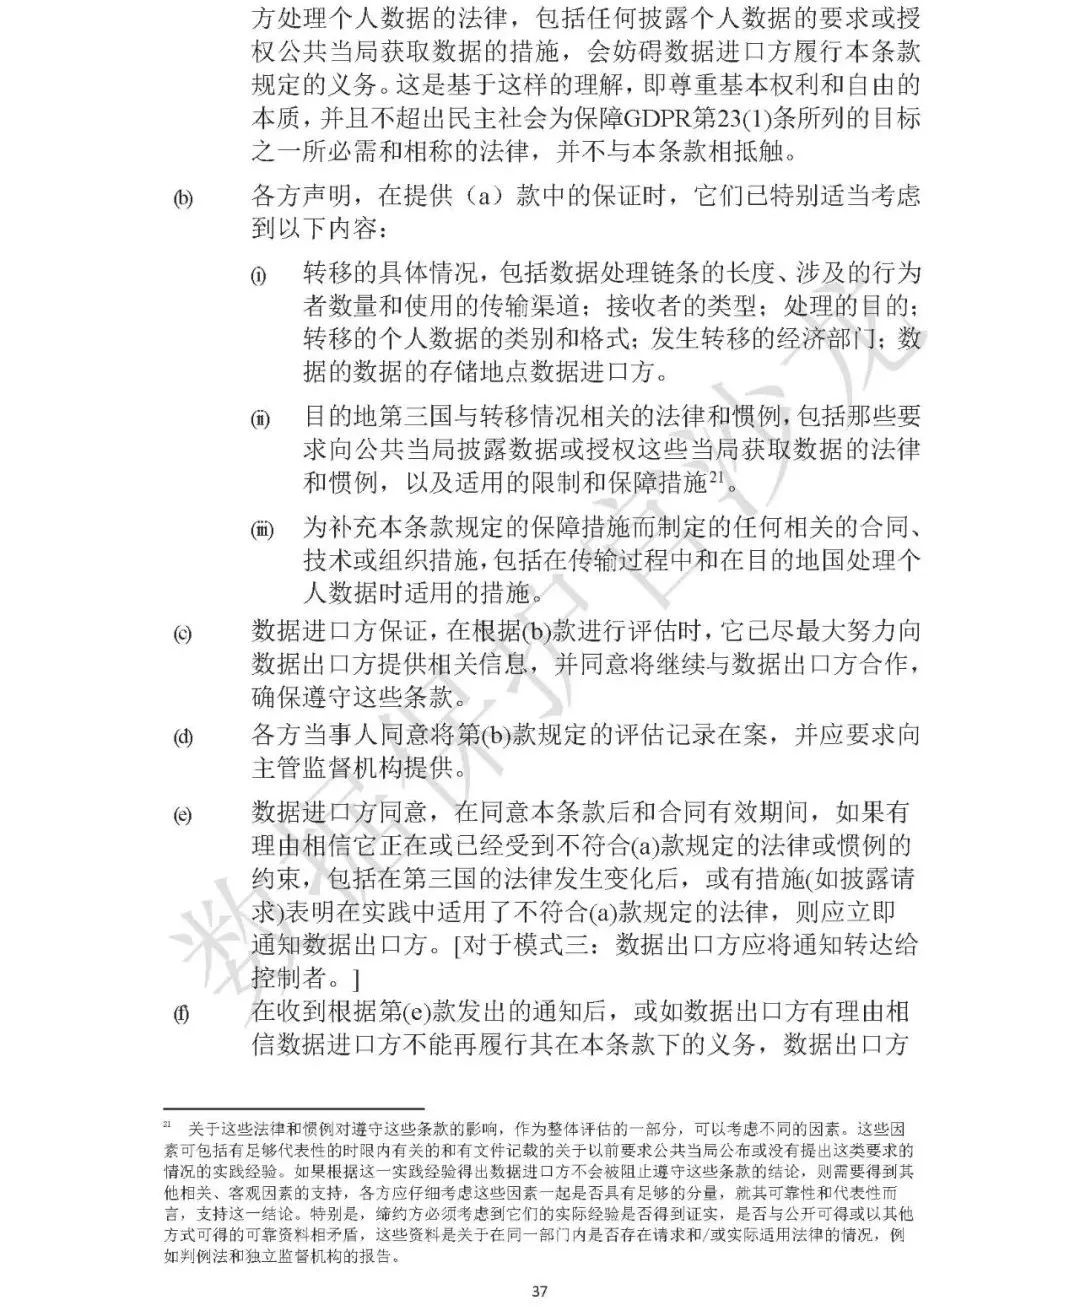 方处理个人数据的法律，包括任何披露个人数据的要求或授
权公共当局获取数据的措施，会妨碍数据进口方履行本条款
规定的义务。这是基于这样的理解，即尊重基本权利和自由的
本质，并且不超出民主社会为保障GDPR第23(1)条所列的目标
之一所必需和相称的法律，并不与本条款相抵触。
(b) 各方声明，在提供（a）款中的保证时，它们已特别适当考虑
到以下内容：
(i) 转移的具体情况，包括数据处理链条的长度、涉及的行为
者数量和使用的传输渠道；接收者的类型；处理的目的；
转移的个人数据的类别和格式；发生转移的经济部门；数
据的数据的存储地点数据进口方。
(ii) 目的地第三国与转移情况相关的法律和惯例，包括那些要
求向公共当局披露数据或授权这些当局获取数据的法律
和惯例，以及适用的限制和保障措施21。
(iii) 为补充本条款规定的保障措施而制定的任何相关的合同、
技术或组织措施，包括在传输过程中和在目的地国处理个
人数据时适用的措施。
(c) 数据进口方保证，在根据(b)款进行评估时，它已尽最大努力向
数据出口方提供相关信息，并同意将继续与数据出口方合作，
确保遵守这些条款。
(d) 各方当事人同意将第(b)款规定的评估记录在案，并应要求向
主管监督机构提供。
(e) 数据进口方同意，在同意本条款后和合同有效期间，如果有
理由相信它正在或已经受到不符合(a)款规定的法律或惯例的
约束，包括在第三国的法律发生变化后，或有措施(如披露请
求)表明在实践中适用了不符合(a)款规定的法律，则应立即
通知数据出口方。[对于模式三：数据出口方应将通知转达给
控制者。]
(f) 在收到根据第(e)款发出的通知后，或如数据出口方有理由相
信数据进口方不能再履行其在本条款下的义务，数据出口方
21 关于这些法律和惯例对遵守这些条款的影响，作为整体评估的一部分，可以考虑不同的因素。这些因
素可包括有足够代表性的时限内有关的和有文件记载的关于以前要求公共当局公布或没有提出这类要求的
情况的实践经验。如果根据这一实践经验得出数据进口方不会被阻止遵守这些条款的结论，则需要得到其
他相关、客观因素的支持，各方应仔细考虑这些因素一起是否具有足够的分量，就其可靠性和代表性而
言，支持这一结论。特别是，缔约方必须考虑到它们的实际经验是否得到证实，是否与公开可得或以其他
方式可得的可靠资料相矛盾，这些资料是关于在同一部门内是否存在请求和/或实际适用法律的情况，例
如判例法和独立监督机构的报告。
37
数据保护官沙龙